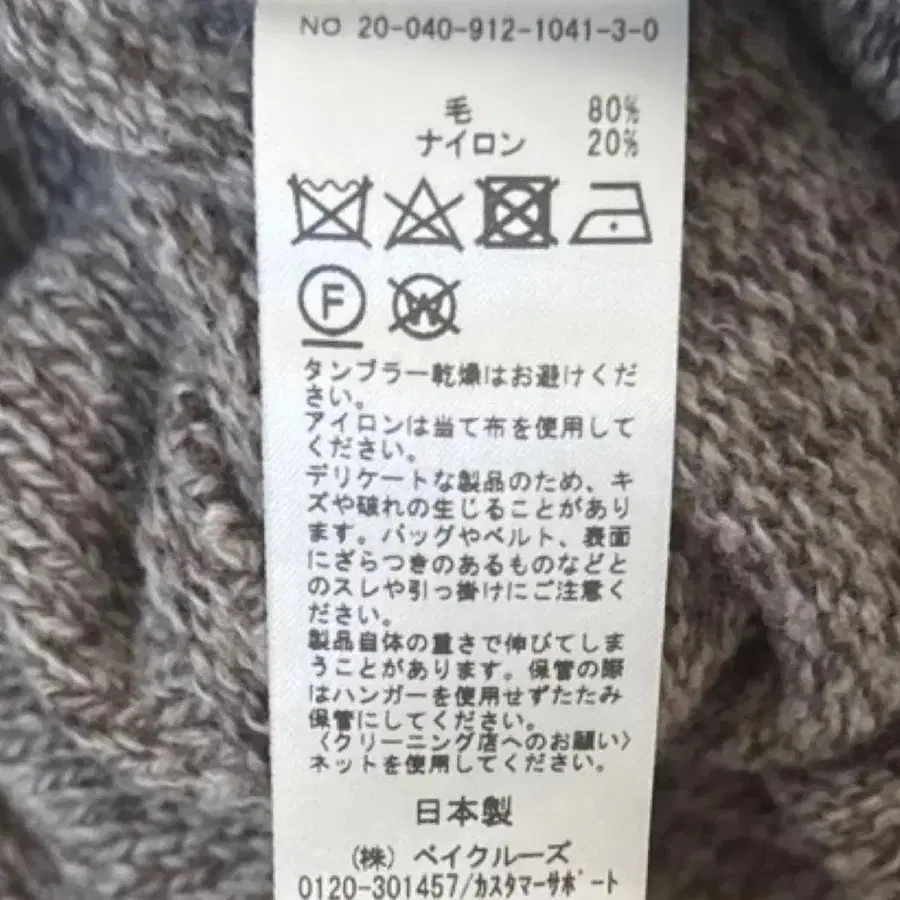 NO 20-040-912-1041-3-0
毛 80%
ナイロン 20%
F W
タンブラー乾燥はお避けくだ
さい。
アイロンは当て布を使用して
ください。
デリケートな製品のため、キ
ズや破れの生じることがあり
ます。バッグやベルト、表面
にざらつきのあるものなどと
のスレや引っ掛けにご注意く
ださい。
製品自体の重さで伸びてしま
うことがあります。保管の際
はハンガーを使用せずたたみ
保管にしてください。
〈クリーニング店へのお願い〉
ネットを使用してください。
日本製
(株) ベイクルーズ
0120-301457/カスタマーサポート